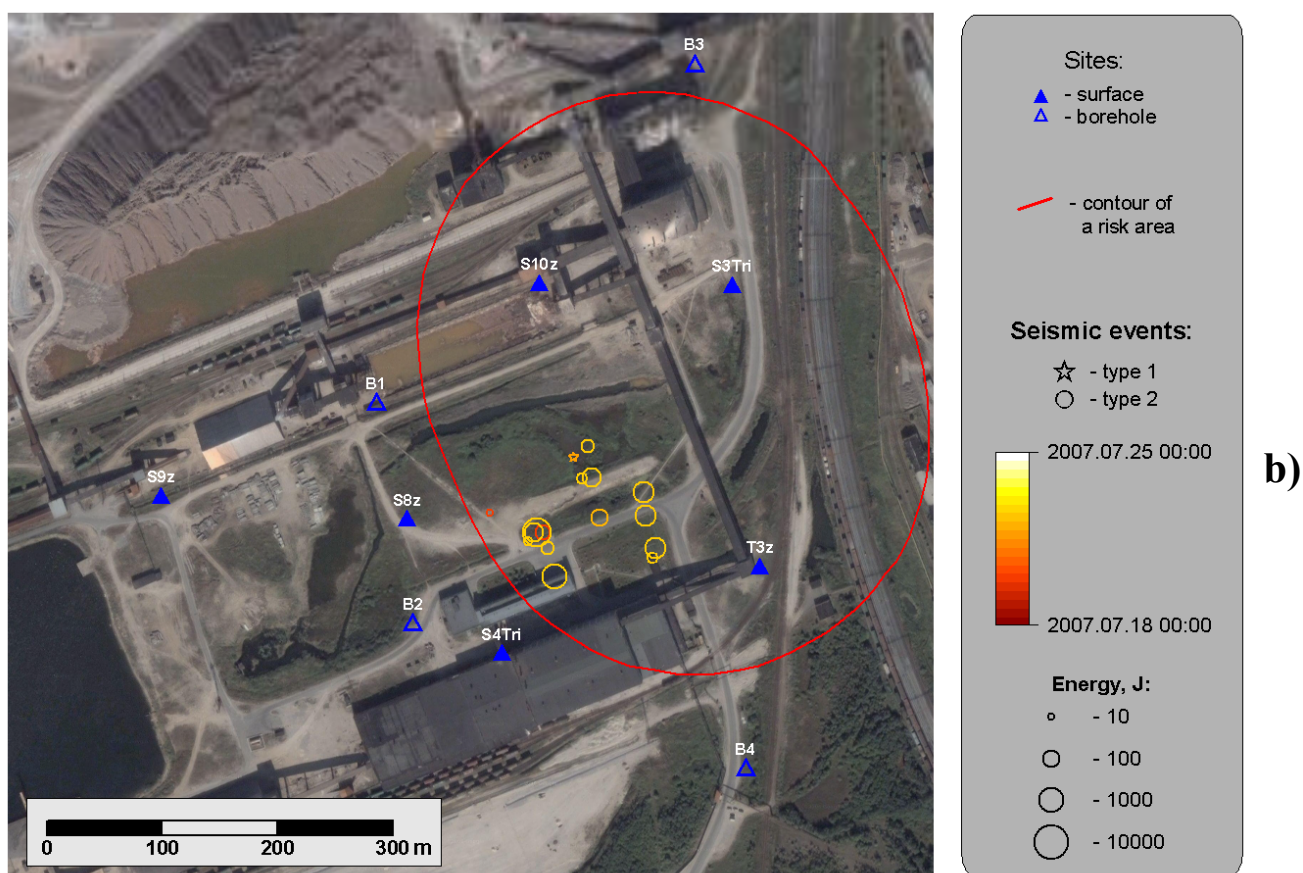 B3
S10z
S3Tri
B1
S9z
S8z
T3z
B2
S4Tri
B4
0 100 200 300 m
Sites:
- surface
- borehole
- contour of
a risk area
Seismic events:
- type 1
- type 2
2007.07.25 00:00
2007.07.18 00:00
Energy, J:
- 10
- 100
- 1000
- 10000
b)